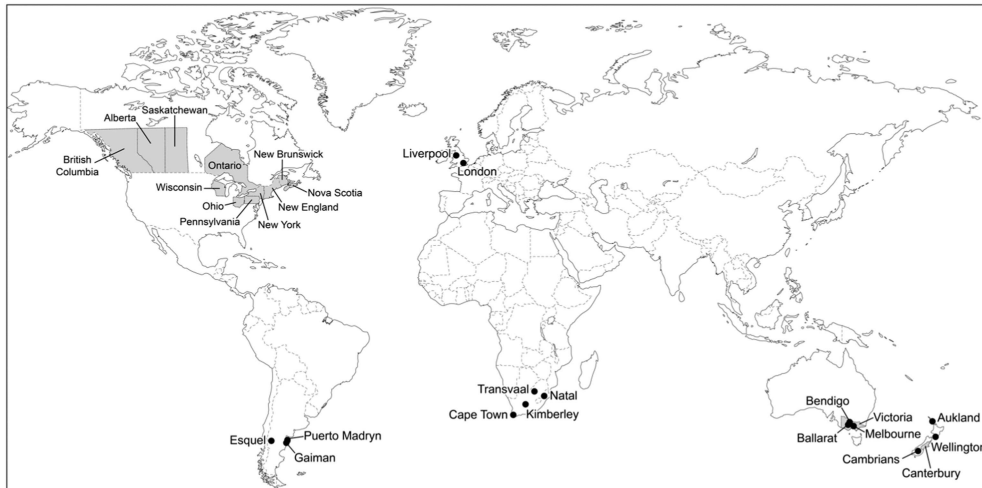 Saskatchewan
Alberta
British
Columbia
Ontario
New Brunswick
Wisconsin
Nova Scotia
Ohio
New England
Pennsylvania
New York
Liverpool
London
Transvaal
Natal
Cape Town
Kimberley
Esquel
Puerto Madryn
Gaiman
Bendigo
Victoria
Aukland
Ballarat
Melbourne
Wellington
Cambrians
Canterbury